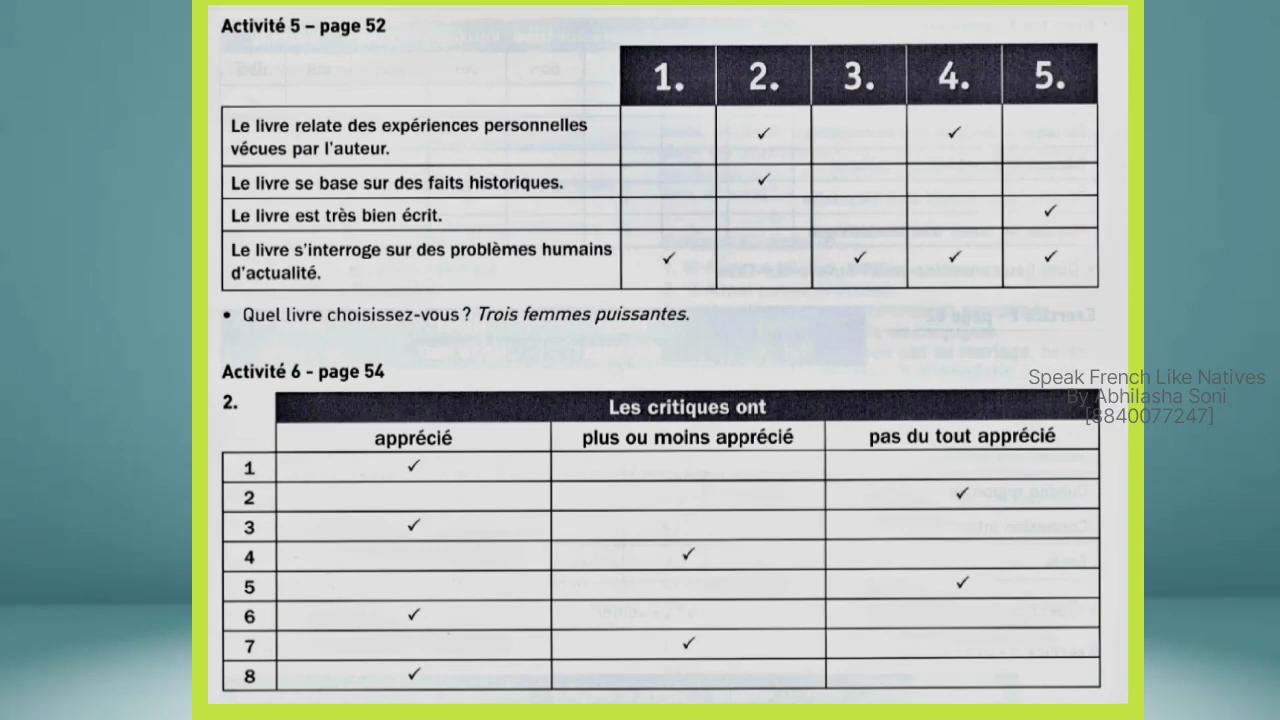 Activité 5 – page 52
1. 2. 3. 4. 5.
Le livre relate des expériences personnelles
vécues par l'auteur. ✓ ✓
Le livre se base sur des faits historiques. ✓
Le livre est très bien écrit. ✓
Le livre s'interroge sur des problèmes humains
d'actualité. ✓ ✓ ✓ ✓
• Quel livre choisissez-vous ? Trois femmes puissantes.
Activité 6 - page 54
2. Les critiques ont
apprécié plus ou moins apprécié pas du tout apprécié
1 ✓
2 ✓
3 ✓
4 ✓
5 ✓
6 ✓
7 ✓
8 ✓
Speak French Like Natives
By Abhilasha Soni
[8840077247]